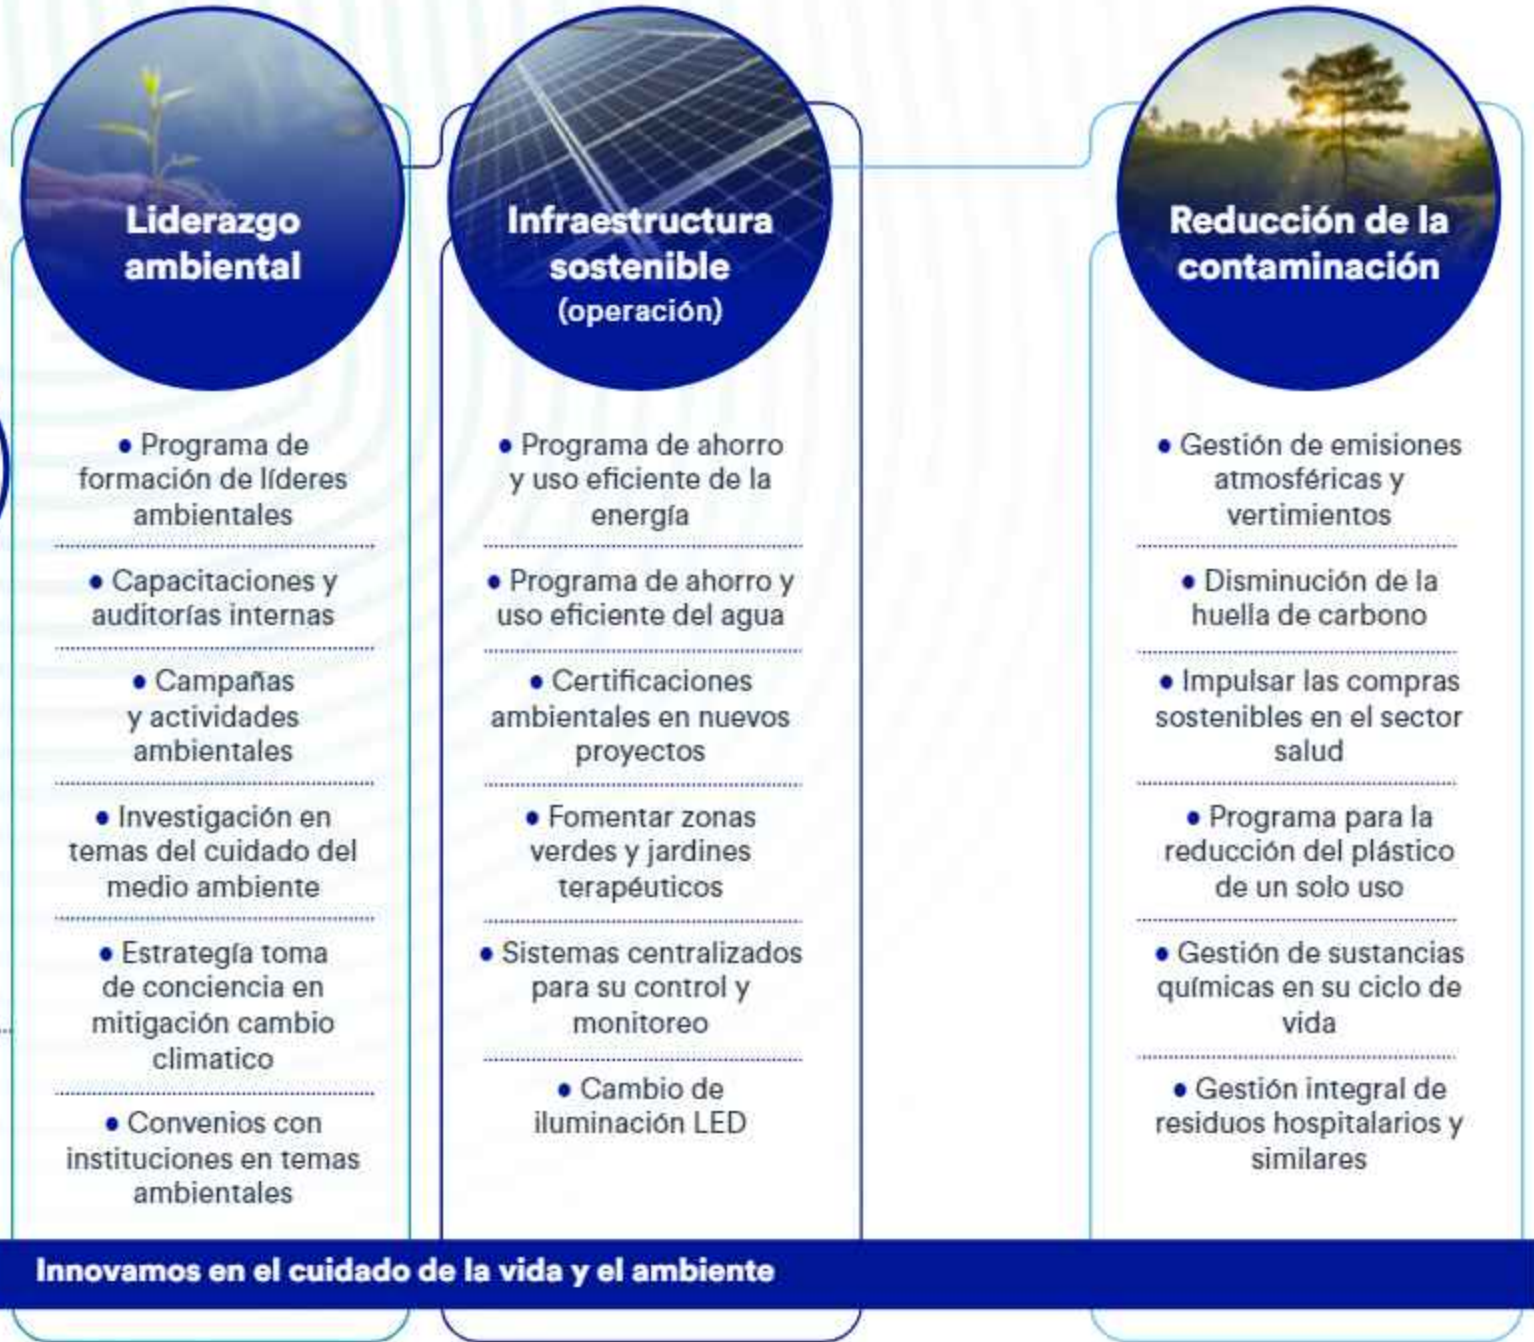 Liderazgo
ambiental
• Programa de
formación de líderes
ambientales
• Capacitaciones y
auditorías internas
• Campañas
y actividades
ambientales
• Investigación en
temas del cuidado del
medio ambiente
• Estrategía toma
de conciencia en
mitigación cambio
climatico
• Convenios con
instituciones en temas
ambientales
Infraestructura
sostenible
(operación)
• Programa de ahorro
y uso eficiente de la
energía
• Programa de ahorro y
uso eficiente del agua
• Certificaciones
ambientales en nuevos
proyectos
• Fomentar zonas
verdes y jardines
terapéuticos
• Sistemas centralizados
para su control y
monitoreo
• Cambio de
iluminación LED
Reducción de la
contaminación
• Gestión de emisiones
atmosféricas y
vertimientos
• Disminución de la
huella de carbono
• Impulsar las compras
sostenibles en el sector
salud
• Programa para la
reducción del plástico
de un solo uso
• Gestión de sustancias
químicas en su ciclo de
vida
• Gestión integral de
residuos hospitalarios y
similares
Innovamos en el cuidado de la vida y el ambiente